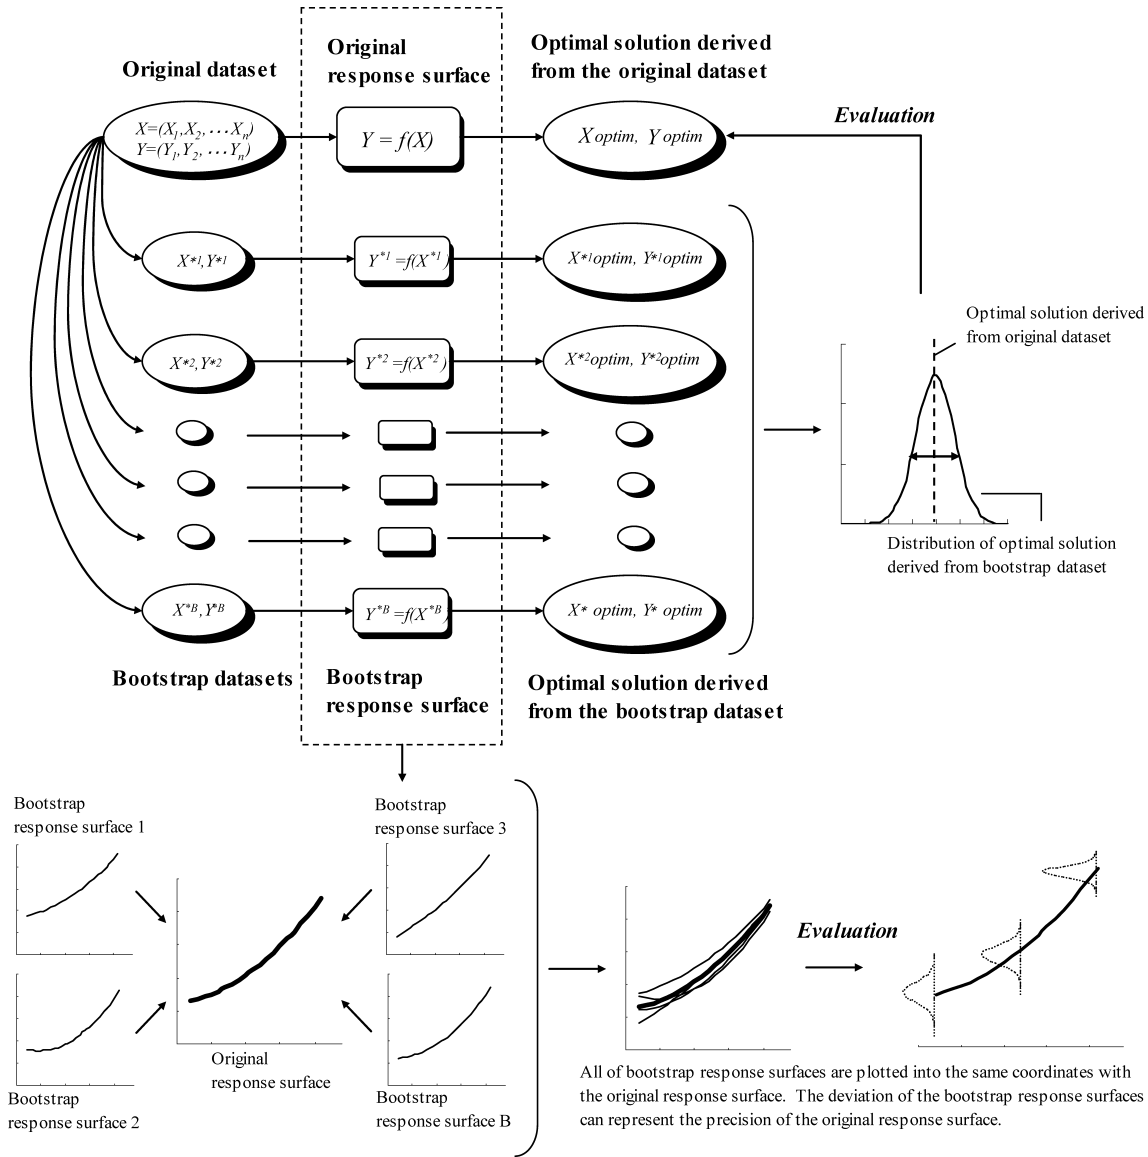 Original dataset
Original
response surface
Optimal solution derived
from the original dataset
X=(X1,X2,…Xn)
Y=(Y1,Y2,…Yn)
Y = f(X)
X optim, Y optim
Evaluation
X*1,Y*1
Y*1=f(X*1)
X*1optim, Y*1optim
X*2,Y*2
Y*2=f(X*2)
X*2optim, Y*2optim
Optimal solution derived
from original dataset
Distribution of optimal solution
derived from bootstrap dataset
X*B,Y*B
Y*B=f(X*B)
X* optim, Y* optim
Bootstrap datasets
Bootstrap
response surface
Optimal solution derived
from the bootstrap dataset
Bootstrap
response surface 1
Bootstrap
response surface 3
Original
response surface
Bootstrap
response surface 2
Bootstrap
response surface B
Evaluation
All of bootstrap response surfaces are plotted into the same coordinates with
the original response surface. The deviation of the bootstrap response surfaces
can represent the precision of the original response surface.